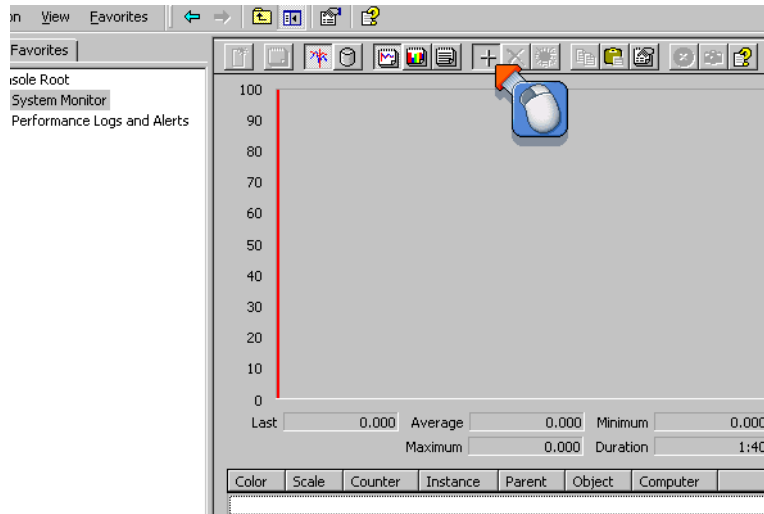 on View Favorites
Favorites
nsole Root
System Monitor
Performance Logs and Alerts
100
90
80
70
60
50
40
30
20
10
0
Last 0.000 Average 0.000 Minimum 0.000
Maximum 0.000 Duration 1:40
Color Scale Counter Instance Parent Object Computer